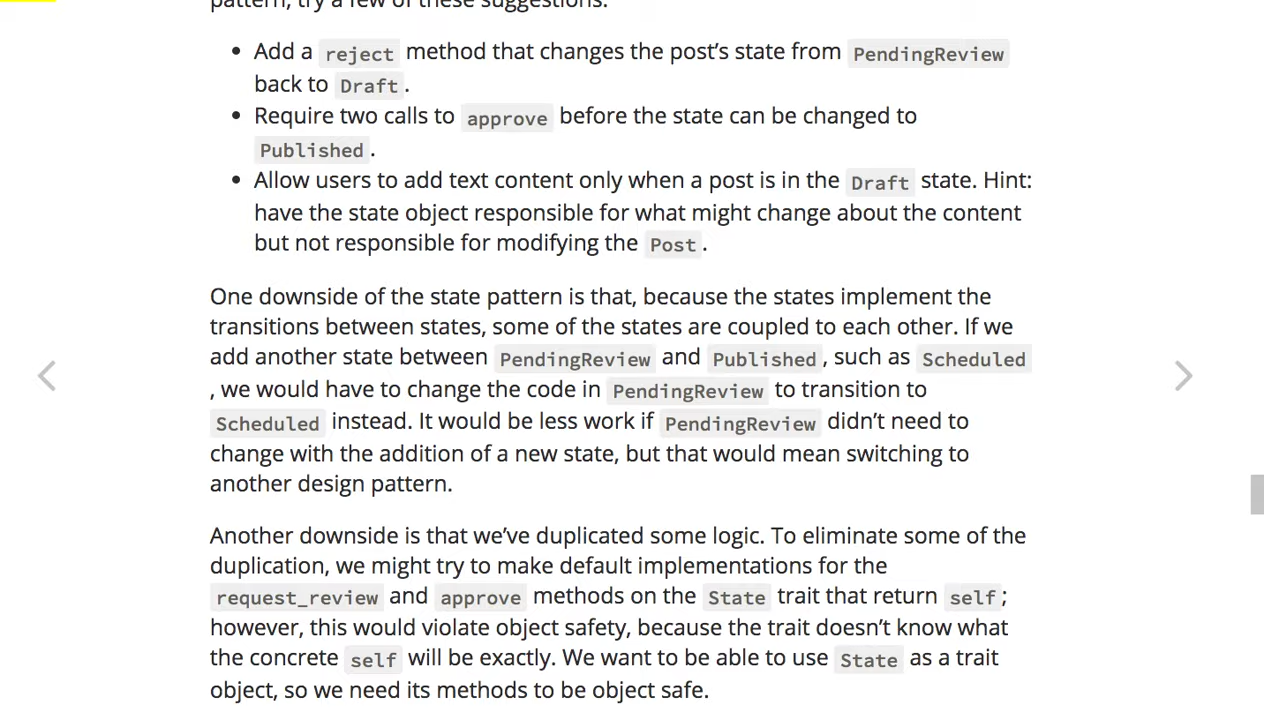 pattern, try a few of these suggestions:
• Add a reject method that changes the post’s state from PendingReview
back to Draft.
• Require two calls to approve before the state can be changed to
Published.
• Allow users to add text content only when a post is in the Draft state. Hint:
have the state object responsible for what might change about the content
but not responsible for modifying the Post.
One downside of the state pattern is that, because the states implement the
transitions between states, some of the states are coupled to each other. If we
add another state between PendingReview and Published, such as Scheduled
, we would have to change the code in PendingReview to transition to
Scheduled instead. It would be less work if PendingReview didn’t need to
change with the addition of a new state, but that would mean switching to
another design pattern.
Another downside is that we’ve duplicated some logic. To eliminate some of the
duplication, we might try to make default implementations for the
request_review and approve methods on the State trait that return self;
however, this would violate object safety, because the trait doesn’t know what
the concrete self will be exactly. We want to be able to use State as a trait
object, so we need its methods to be object safe.